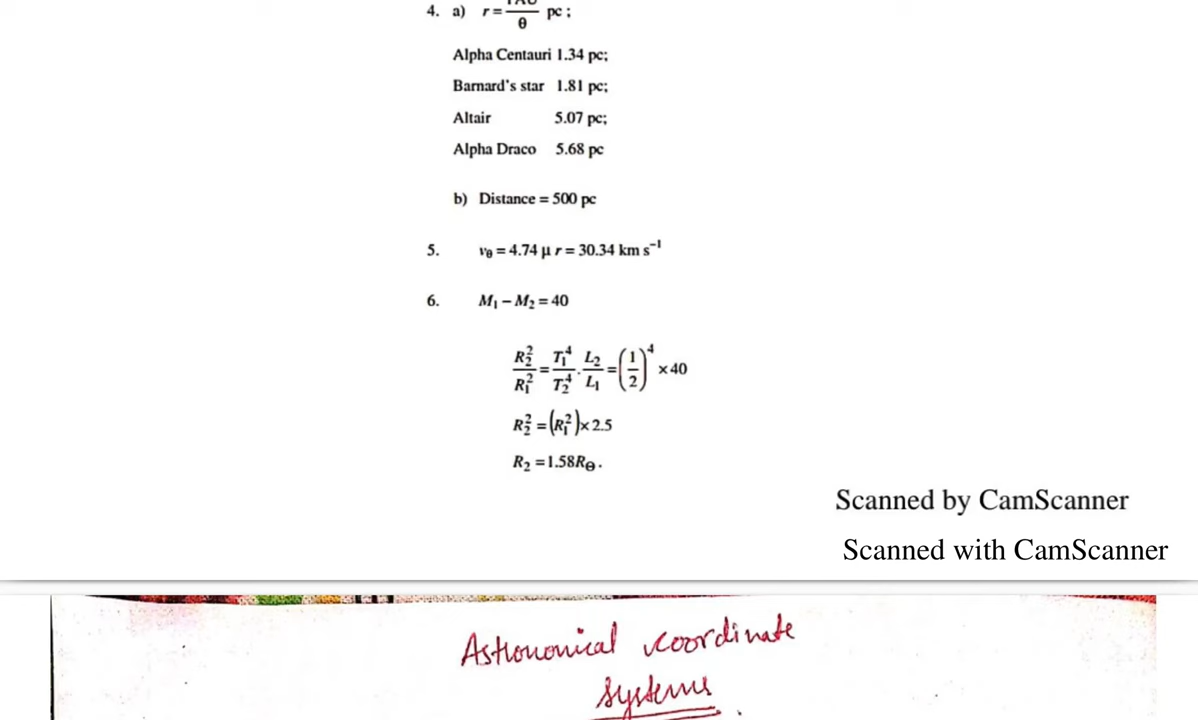 4. a) r = 1AU/θ pc ;
Alpha Centauri 1.34 pc;
Barnard's star 1.81 pc;
Altair 5.07 pc;
Alpha Draco 5.68 pc
b) Distance = 500 pc
5. vθ = 4.74 μ r = 30.34 km s⁻¹
6. M₁ – M₂ = 40
R₂²/R₁² = T₁⁴/T₂⁴ . L₂/L₁ = (1/2)⁴ × 40
R₂² = (R₁²) × 2.5
R₂ = 1.58R⊖ .
Scanned by CamScanner
Scanned with CamScanner
Astronomical coordinate
systems